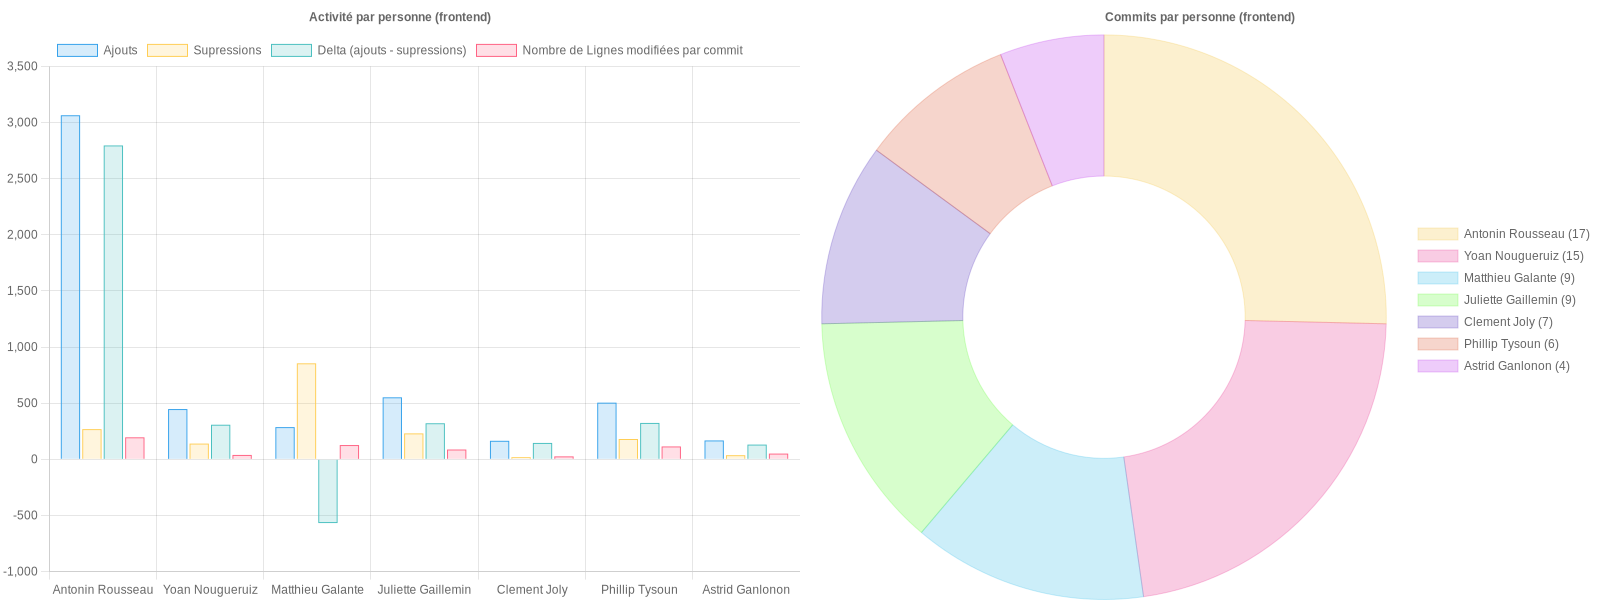 Activité par personne (frontend)
Ajouts
Supressions
Delta (ajouts - supressions)
Nombre de Lignes modifiées par commit
3,500
3,000
2,500
2,000
1,500
1,000
500
0
-500
-1,000
Antonin Rousseau
Yoan Nougueruiz
Matthieu Galante
Juliette Gaillemin
Clement Joly
Phillip Tysoun
Astrid Ganlonon
Commits par personne (frontend)
Antonin Rousseau (17)
Yoan Nougueruiz (15)
Matthieu Galante (9)
Juliette Gaillemin (9)
Clement Joly (7)
Phillip Tysoun (6)
Astrid Ganlonon (4)